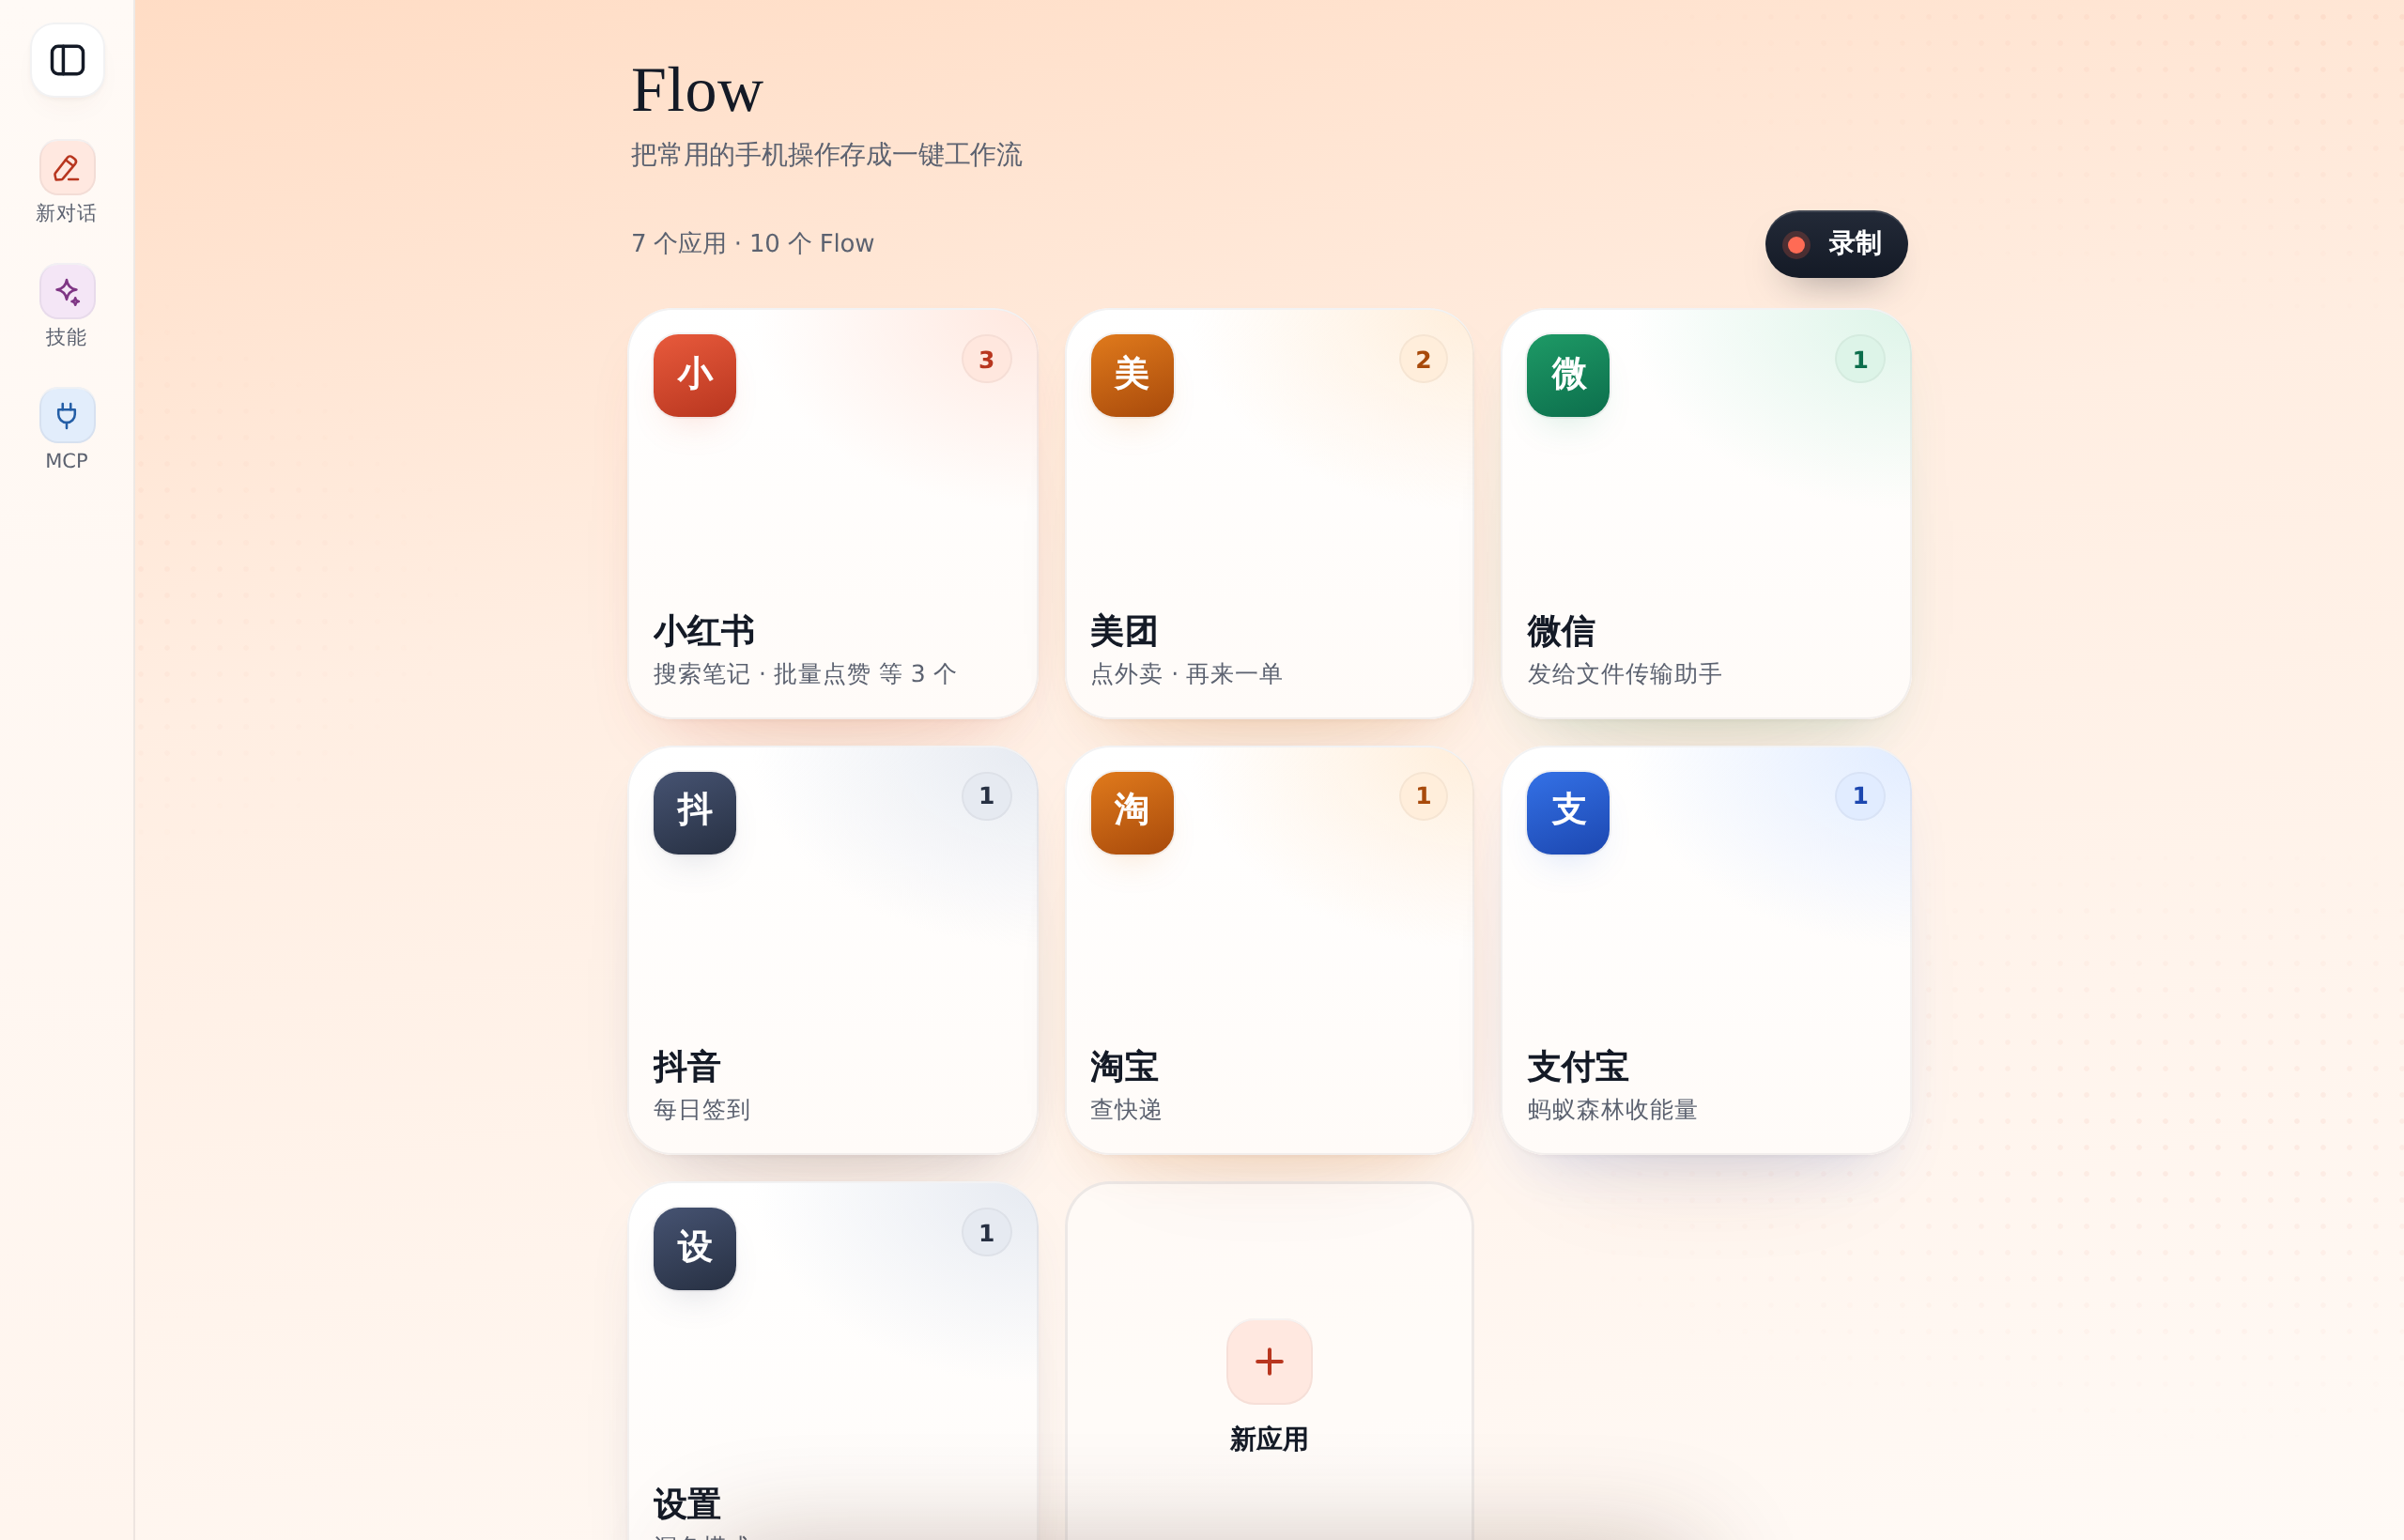 Flow
把常用的手机操作存成一键工作流
7 个应用 · 10 个 Flow
录制
新对话
技能
MCP
小
3
小红书
搜索笔记 · 批量点赞 等 3 个
美
2
美团
点外卖 · 再来一单
微
1
微信
发给文件传输助手
抖
1
抖音
每日签到
淘
1
淘宝
查快递
支
1
支付宝
蚂蚁森林收能量
设
1
设置
新应用